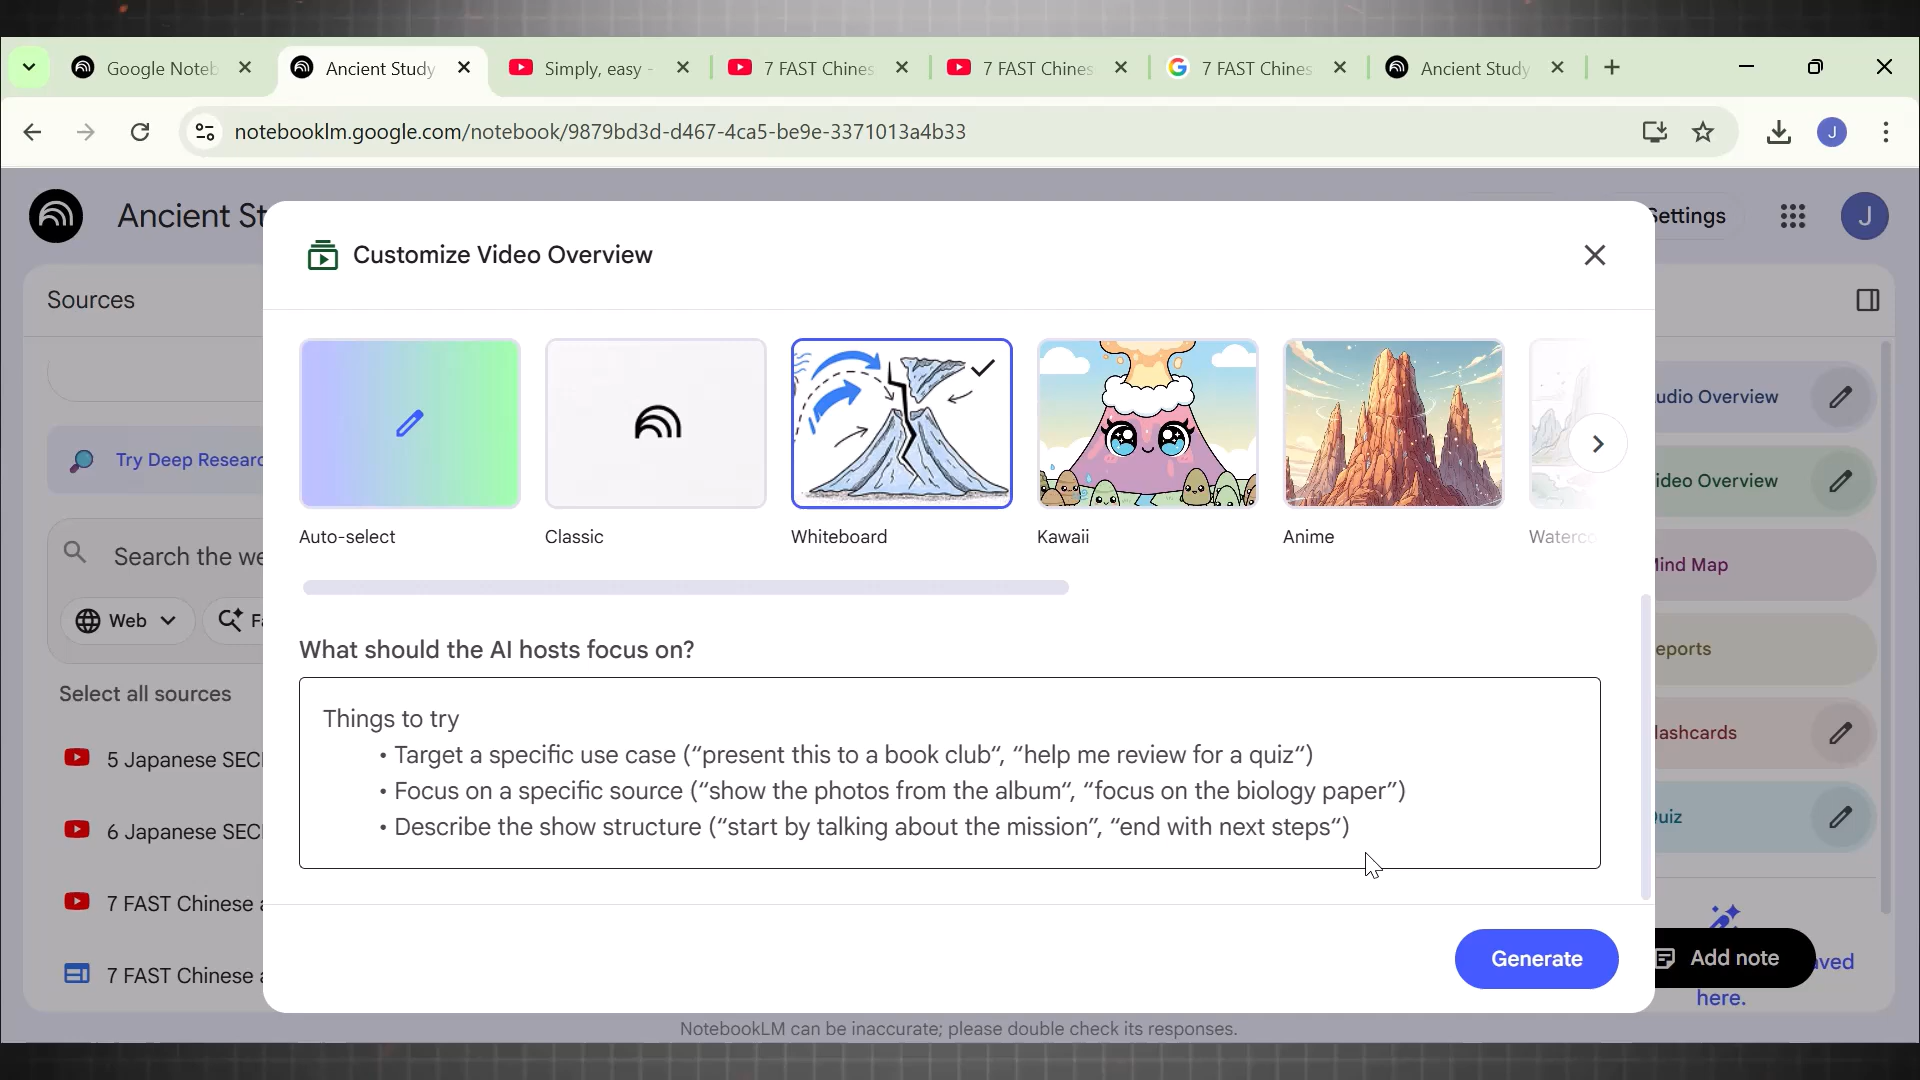 Google Noteb
Ancient Study
Simply, easy -
7 FAST Chines
7 FAST Chines
7 FAST Chines
Ancient Study
notebooklm.google.com/notebook/9879bd3d-d467-4ca5-be9e-3371013a4b33
J
Ancient St
Settings
J
Sources
Customize Video Overview
Try Deep Researc
Search the we
Web
Fa
Select all sources
5 Japanese SEC
6 Japanese SEC
7 FAST Chinese a
7 FAST Chinese a
Auto-select
Classic
Whiteboard
Kawaii
Anime
Waterco
What should the AI hosts focus on?
Things to try
• Target a specific use case (“present this to a book club“, “help me review for a quiz“)
• Focus on a specific source (“show the photos from the album“, “focus on the biology paper”)
• Describe the show structure (“start by talking about the mission”, “end with next steps“)
Generate
udio Overview
ideo Overview
Mind Map
eports
lashcards
uiz
Add note
aved
here.
NotebookLM can be inaccurate; please double check its responses.